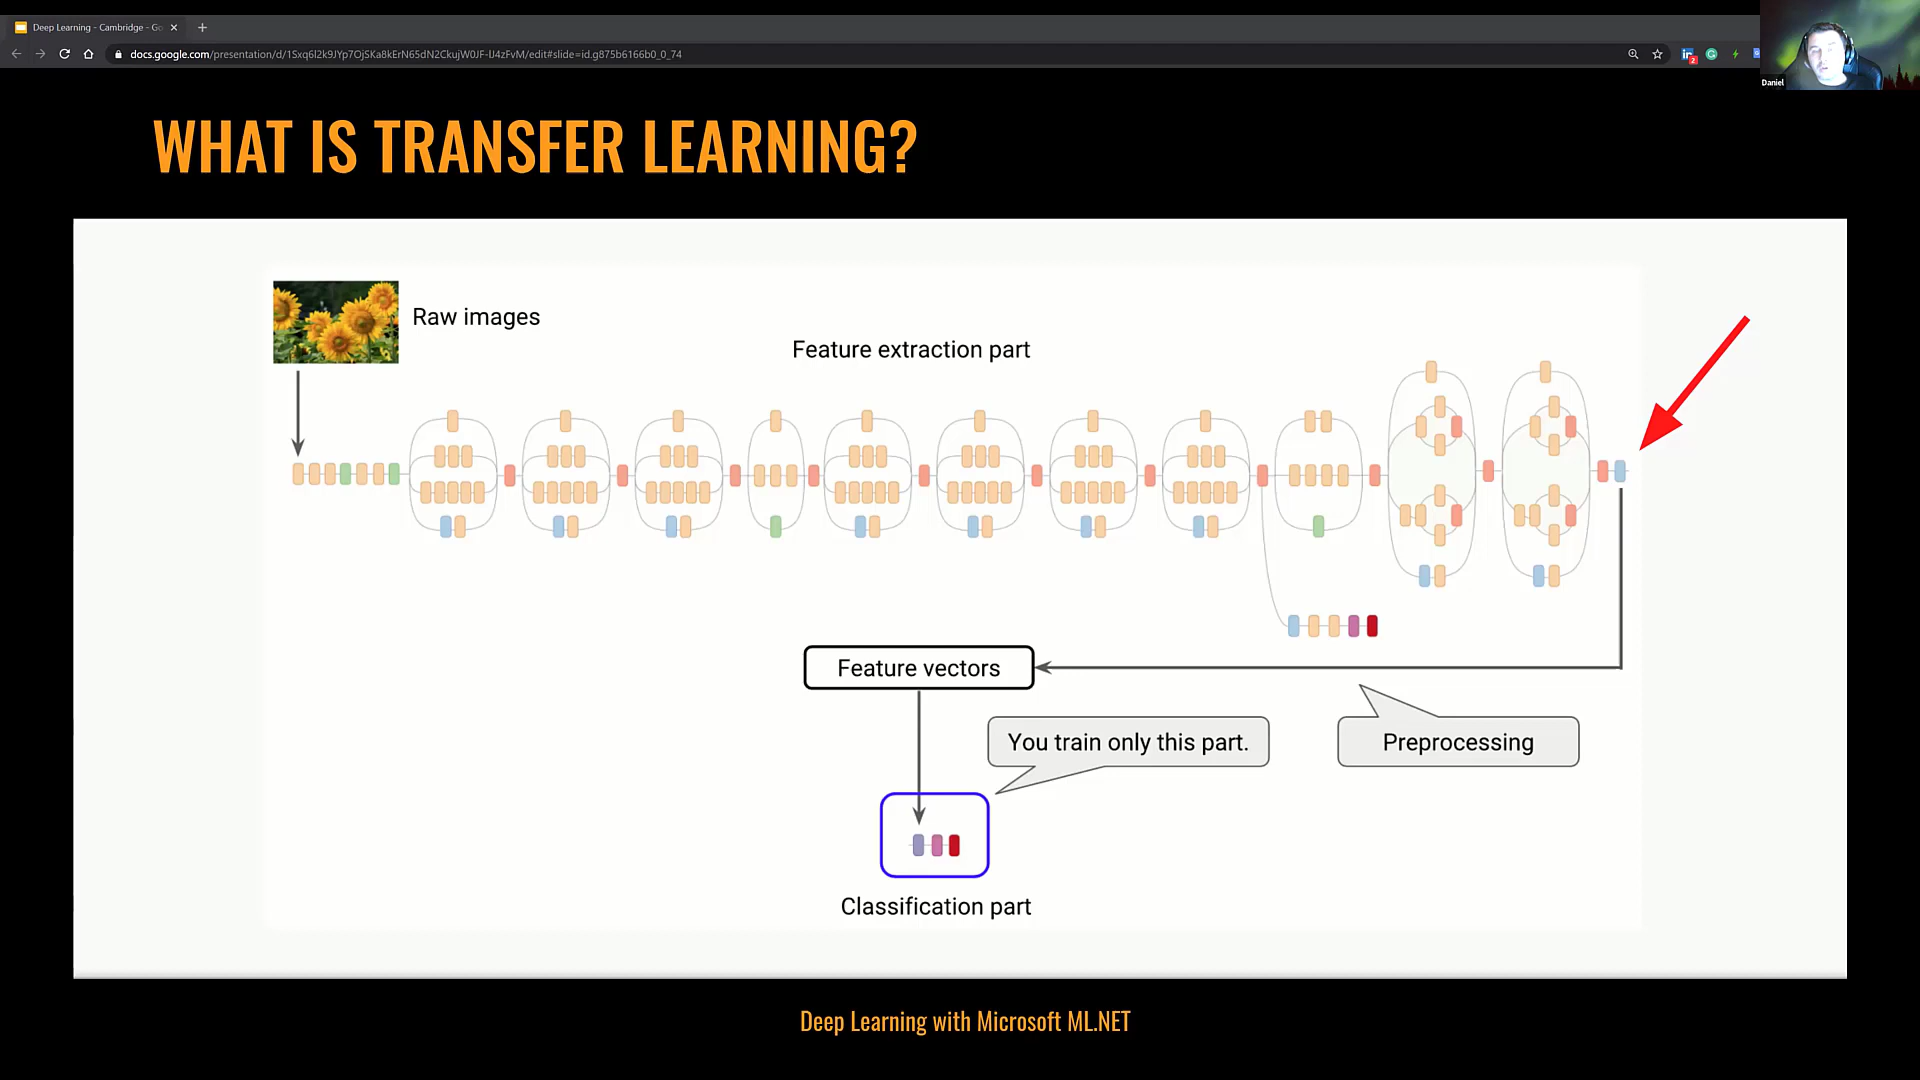 Deep Learning - Cambridge - Go
docs.google.com/presentation/d/1Sxq6l2k9JYp7OjSKa8kErN65dN2CkujW0JF-lJ4zFvM/edit#slide=id.g875b6166b0_0_74
2
Daniel
WHAT IS TRANSFER LEARNING?
Raw images
Feature extraction part
Feature vectors
You train only this part.
Preprocessing
Classification part
Deep Learning with Microsoft ML.NET